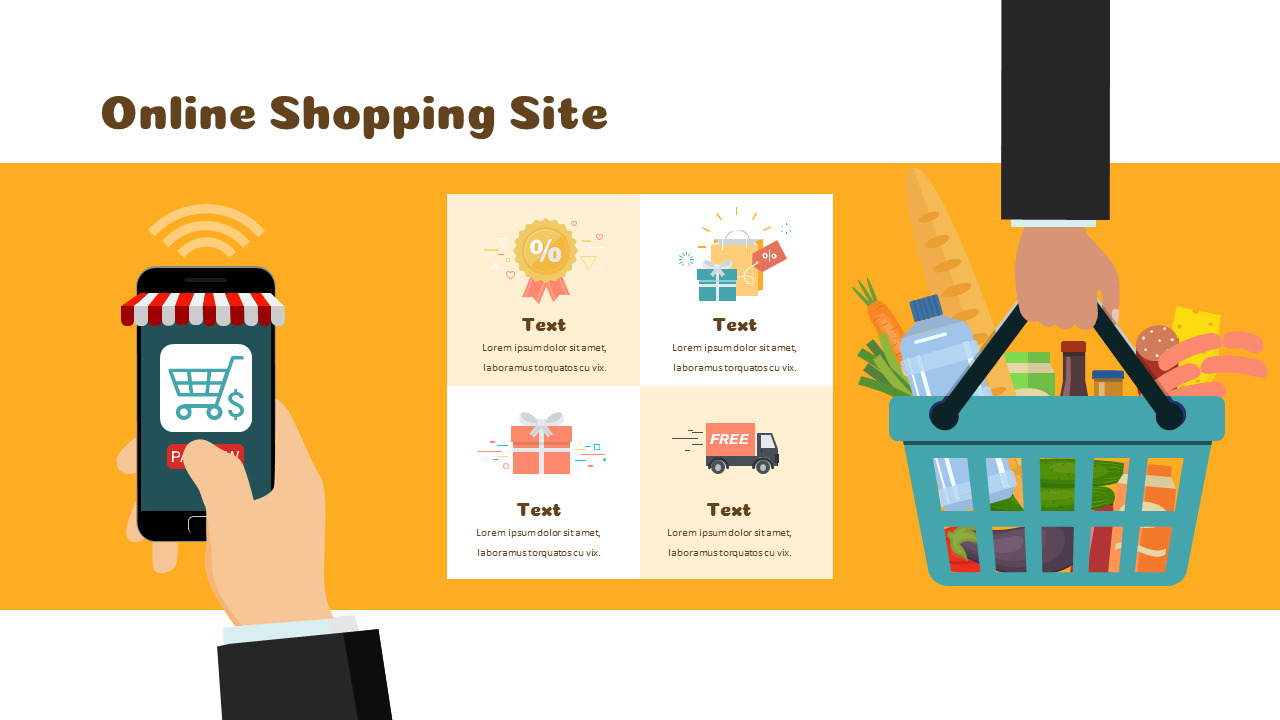 Online Shopping Site
%
%
Text
Lorem ipsum dolor sit amet,
laboramus torquatos cu vix.
Text
Lorem ipsum dolor sit amet,
laboramus torquatos cu vix.
$
FREE
Text
Lorem ipsum dolor sit amet,
laboramus torquatos cu vix.
Text
Lorem ipsum dolor sit amet,
laboramus torquatos cu vix.